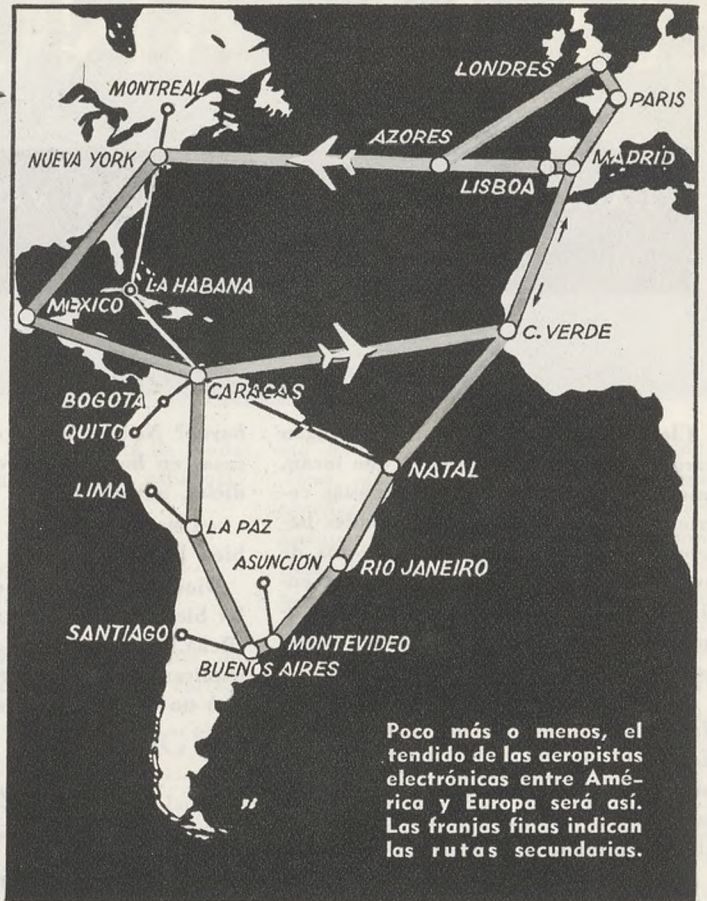 LONDRES
MONTREAL
PARIS
AZORES
NUEVA YORK
MADRID
LISBOA
LA HABANA
MEXICO
C. VERDE
CARACAS
BOGOTA
QUITO
NATAL
LIMA
LA PAZ
ASUNCIÓN
RIO JANEIRO
SANTIAGO
MONTEVIDEO
BUENOS AIRES
Poco más o menos, el
tendido de las aeropistas
electrónicas entre Amé-
rica y Europa será así.
Las franjas finas indican
las rutas secundarias.